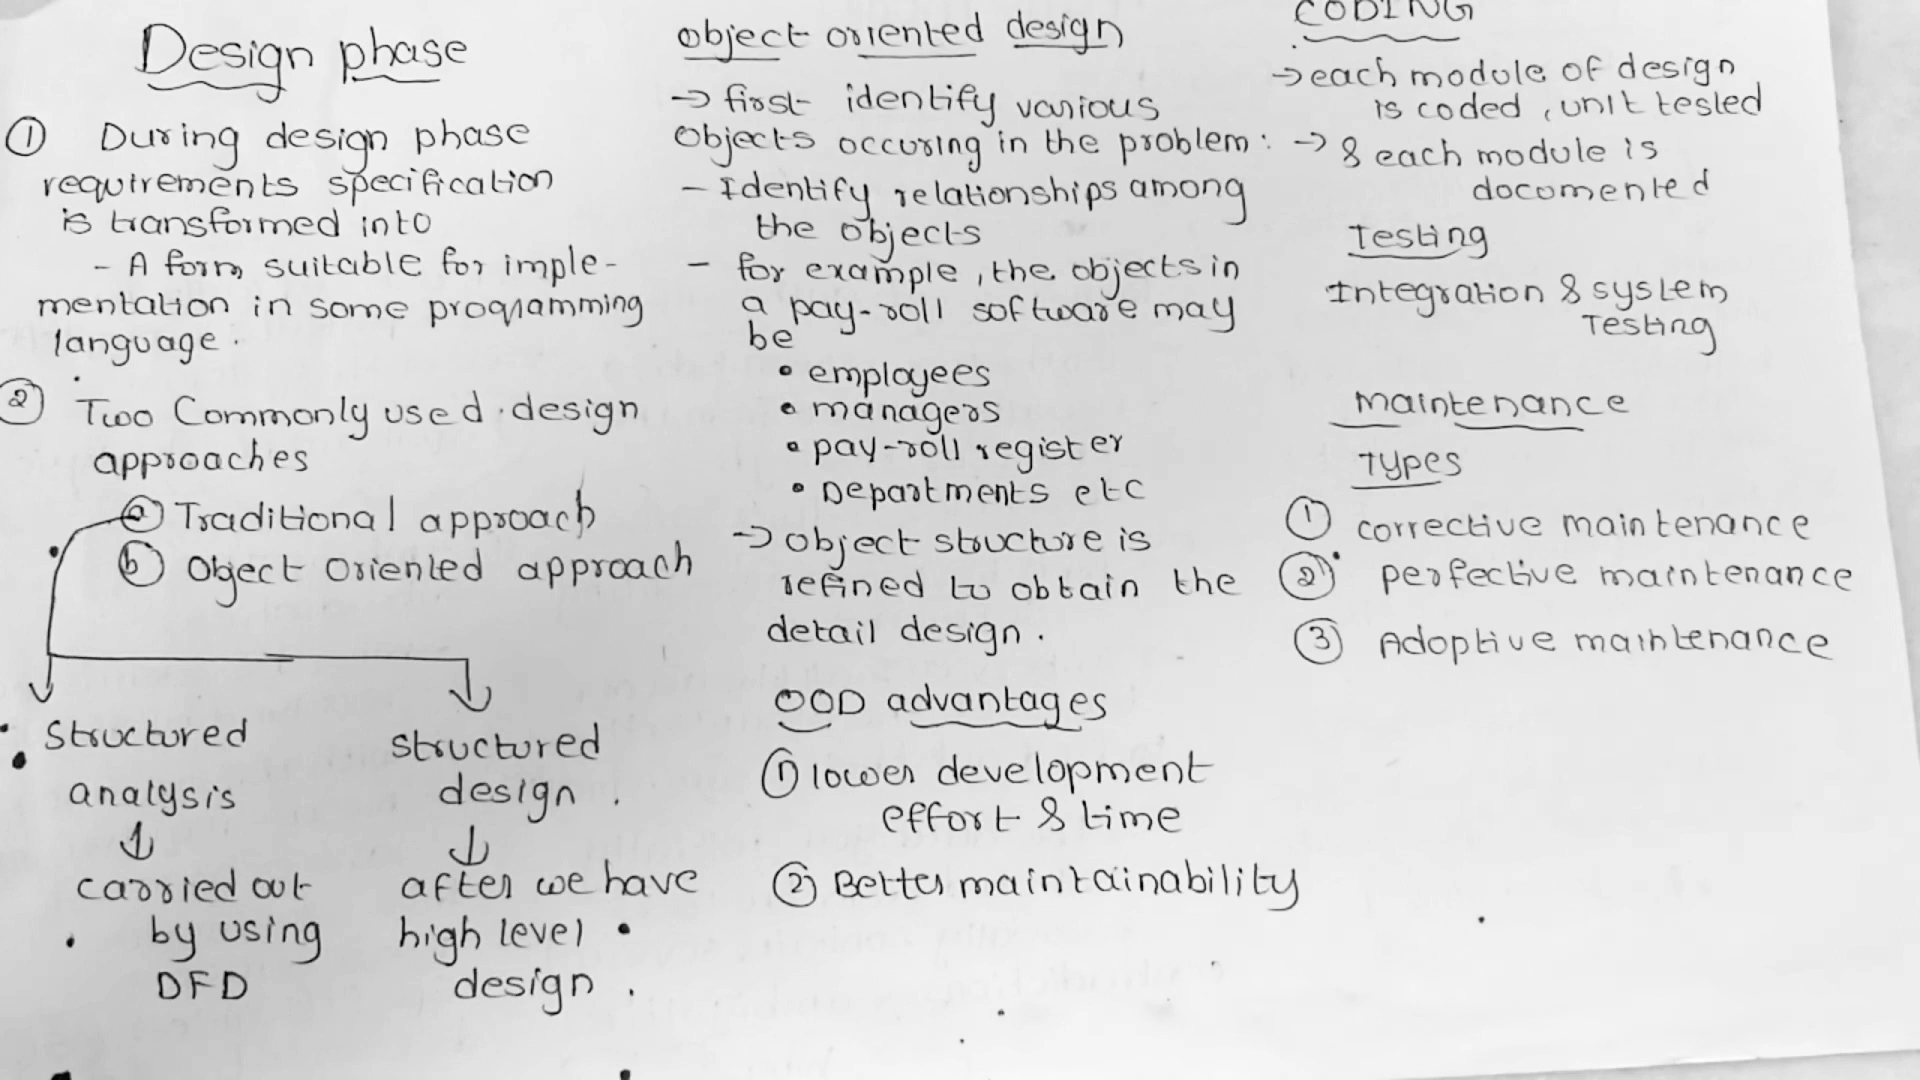 Design phase
① During design phase
requirements specification
is transformed into
- A form suitable for imple-
mentation in some programming
language.
② Two Commonly used design
approaches
ⓐ Traditional approach
ⓑ Object Oriented approach
Structured
analysis
↓
carried out
by using
DFD
structured
design.
↓
after we have
high level
design.
object oriented design
→ first identify various
Objects occuring in the problem:
- Identify relationships among
the objects
- for example, the objects in
a pay-roll software may
be
• employees
• managers
• pay-roll register
• Departments etc
→ object structure is
refined to obtain the
detail design.
OOD advantages
① lower development
effort & time
② Better maintainability
CODING
→ each module of design
is coded, unit tested
→ & each module is
docomented
Testing
Integration & system
Testing
maintenance
Types
① corrective maintenance
② perfective maintenance
③ Adoptive maintenance